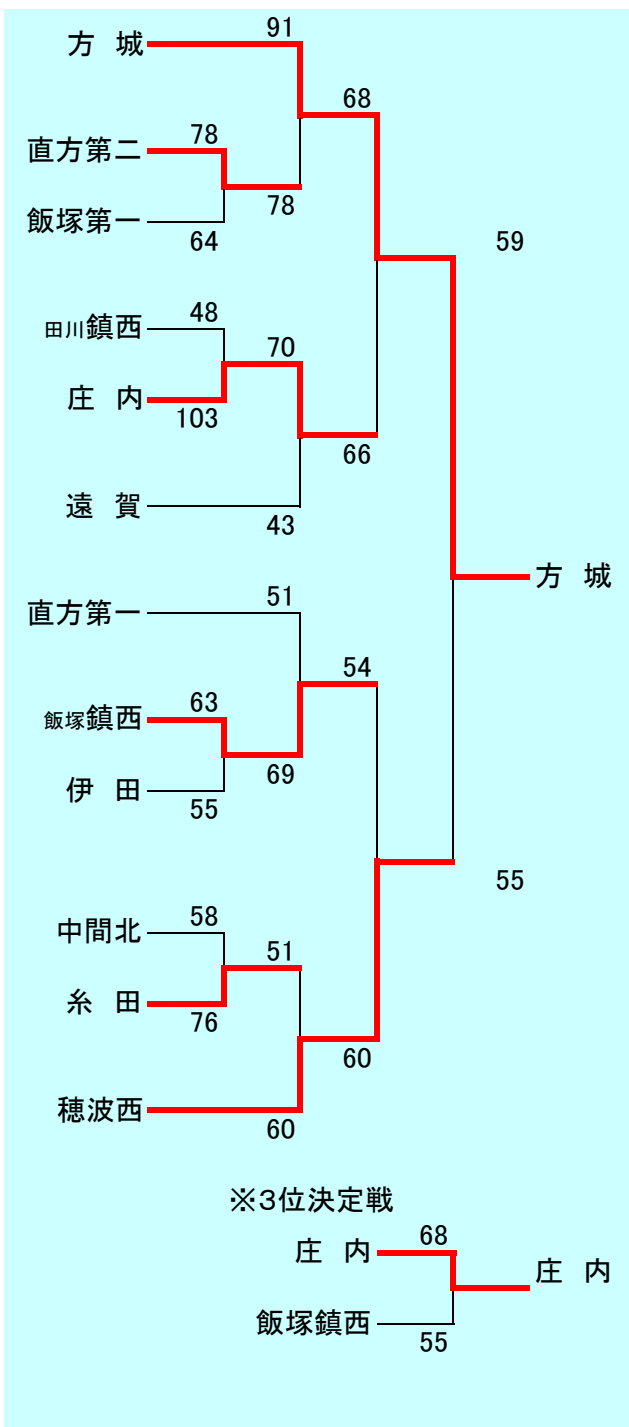 91
方 城
68
78
直方第二
78
飯塚第一
64
59
48
田川鎮西
70
庄 内
103
66
遠 賀
43
方 城
51
直方第一
54
63
飯塚鎮西
69
伊 田
55
55
58
中間北
51
糸 田
76
60
穂波西
60
※3位決定戦
68
庄 内
庄 内
飯塚鎮西
55